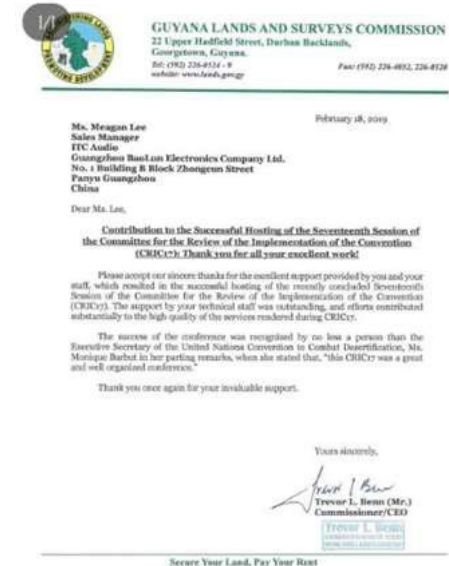 1/1
GUYANA LANDS AND SURVEYS COMMISSION
22 Upper Hadfield Street, Durban Backlands,
Georgetown, Guyana.
Tel: (592) 226-0524 - 9 Fax: (592) 226-4052, 226-0528
website: www.lands.gov.gy
February 18, 2019
Ms. Meagan Lee
Sales Manager
ITC Audio
Guangzhou BaoLun Electronics Company Ltd.
No. 1 Building B Block Zhongcun Street
Panyu Guangzhou
China
Dear Ms. Lee,
Contribution to the Successful Hosting of the Seventeenth Session of
the Committee for the Review of the Implementation of the Convention
(CRIC17): Thank you for all your excellent work!
Please accept our sincere thanks for the excellent support provided by you and your
staff, which resulted in the successful hosting of the recently concluded Seventeenth
Session of the Committee for the Review of the Implementation of the Convention
(CRIC17). The support by your technical staff was outstanding, and efforts contributed
substantially to the high quality of the services rendered during CRIC17.
The success of the conference was recognised by no less a person than the
Executive Secretary of the United Nations Convention to Combat Desertification, Ms.
Monique Barbut in her parting remarks, when she stated that, "this CRIC17 was a great
and well organized conference."
Thank you once again for your invaluable support.
Yours sincerely,
Trevor L. Benn (Mr.)
Commissioner/CEO
Trevor L. Benn
Secure Your Land, Pay Your Rent